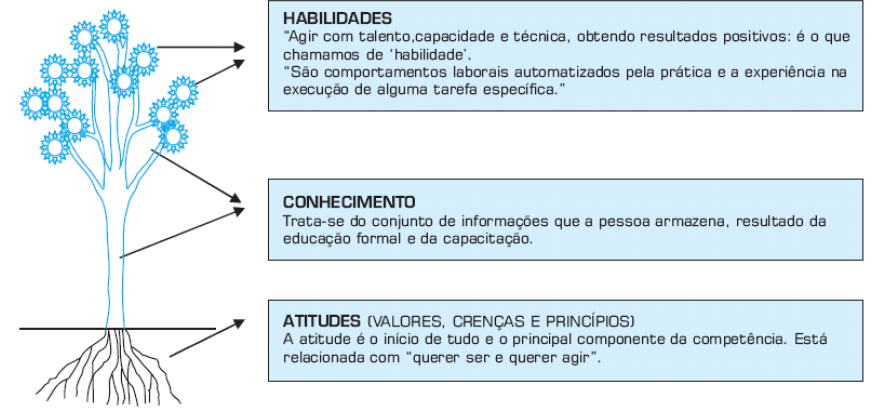 HABILIDADES
“Agir com talento,capacidade e técnica, obtendo resultados positivos: é o que
chamamos de ‘habilidade’.
“São comportamentos laborais automatizados pela prática e a experiência na
execução de alguma tarefa específica.”
CONHECIMENTO
Trata-se do conjunto de informações que a pessoa armazena, resultado da
educação formal e da capacitação.
ATITUDES (VALORES, CRENÇAS E PRINCÍPIOS)
A atitude é o início de tudo e o principal componente da competência. Está
relacionada com “querer ser e querer agir”.